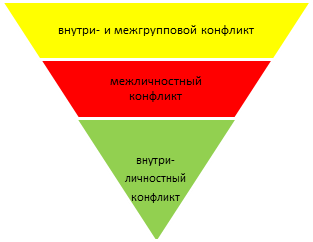 внутри- и межгрупповой конфликт
межличностный
конфликт
внутри-
личностный
конфликт